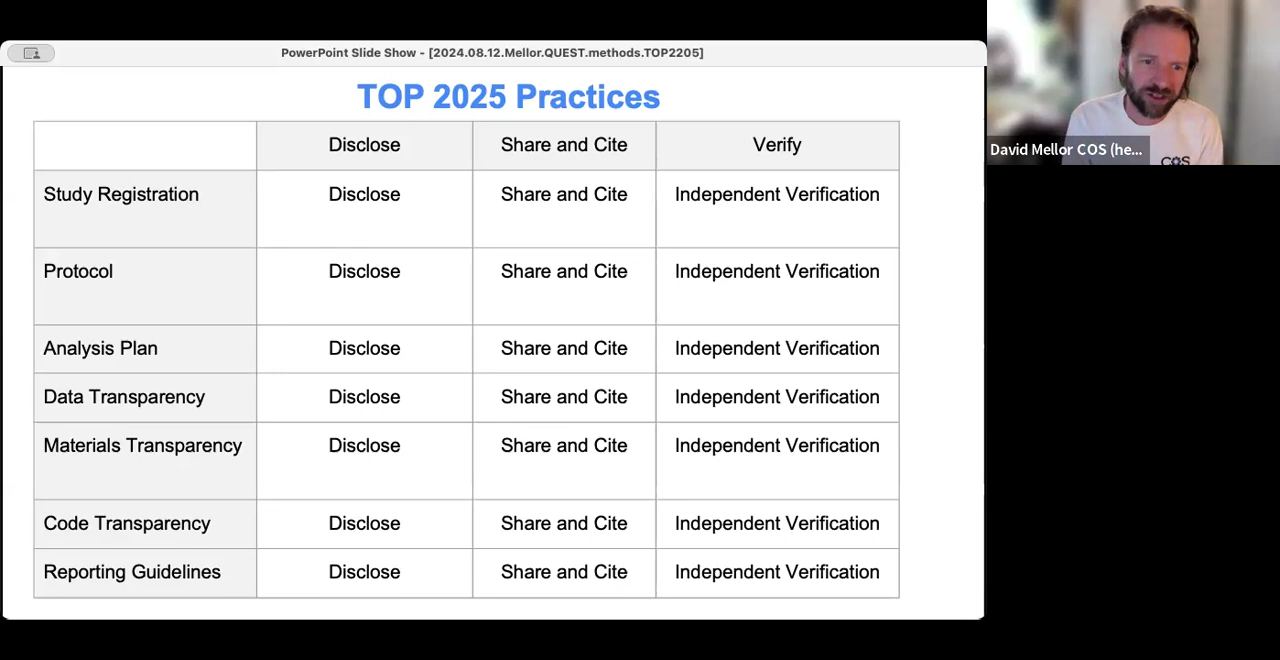 PowerPoint Slide Show - [2024.08.12.Mellor.QUEST.methods.TOP2205]
TOP 2025 Practices
Disclose Share and Cite Verify
Study Registration Disclose Share and Cite Independent Verification
Protocol Disclose Share and Cite Independent Verification
Analysis Plan Disclose Share and Cite Independent Verification
Data Transparency Disclose Share and Cite Independent Verification
Materials Transparency Disclose Share and Cite Independent Verification
Code Transparency Disclose Share and Cite Independent Verification
Reporting Guidelines Disclose Share and Cite Independent Verification
David Mellor COS (he...
COS